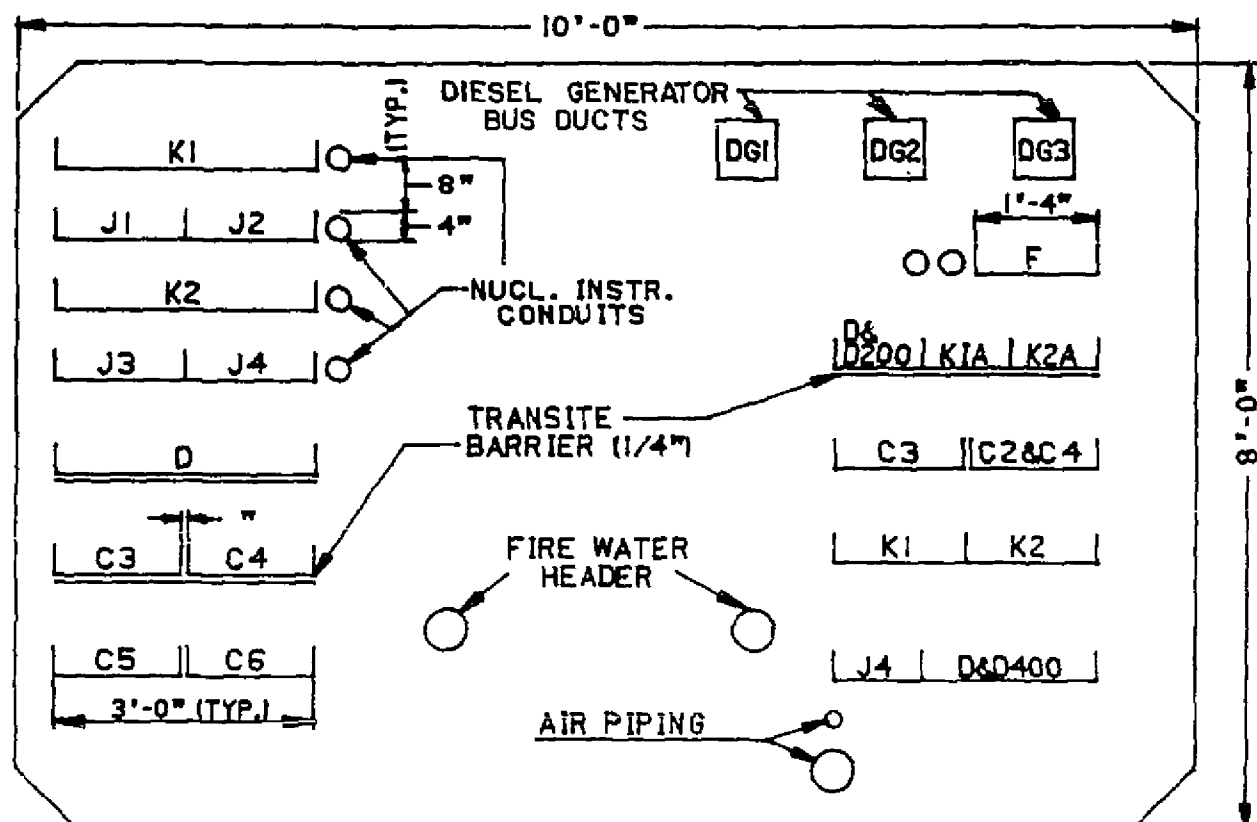 10'-0"
DIESEL GENERATOR
BUS DUCTS
(TYP.)
DG1
DG2
DG3
K1
8"
J1
J2
4"
1'-4"
F
K2
NUCL. INSTR.
CONDUITS
D&
D200
K1A
K2A
J3
J4
8'-0"
TRANSITE
BARRIER (1/4")
D
C3
C2&C4
"
C3
C4
FIRE WATER
HEADER
K1
K2
C5
C6
J4
D&D400
3'-0" (TYP.)
AIR PIPING